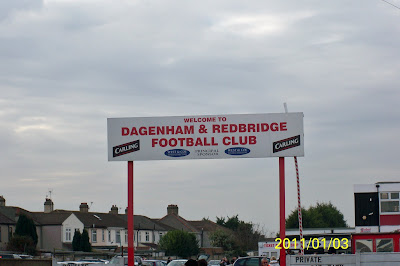 WELCOME TO
DAGENHAM & REDBRIDGE
FOOTBALL CLUB
CARLING
CARLING
PRIVATE
2011/01/03